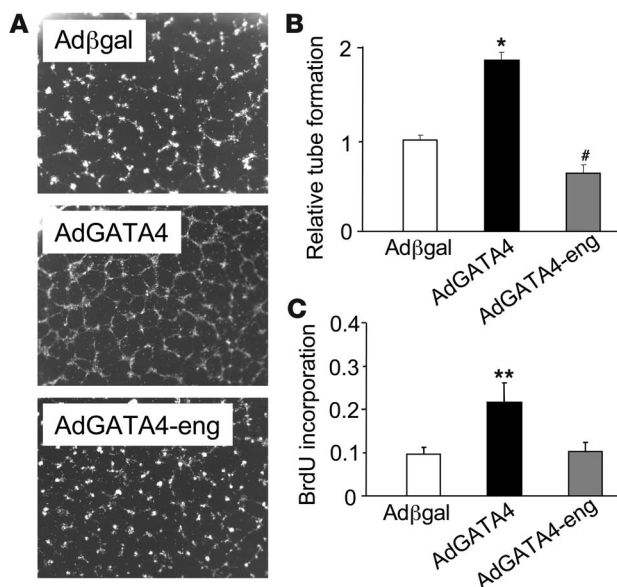 A
Adβgal
AdGATA4
AdGATA4-eng
B
Relative tube formation
2
1
0
*
#
Adβgal
AdGATA4
AdGATA4-eng
C
BrdU incorporation
0.4
0.3
0.2
0.1
0
**
Adβgal
AdGATA4
AdGATA4-eng